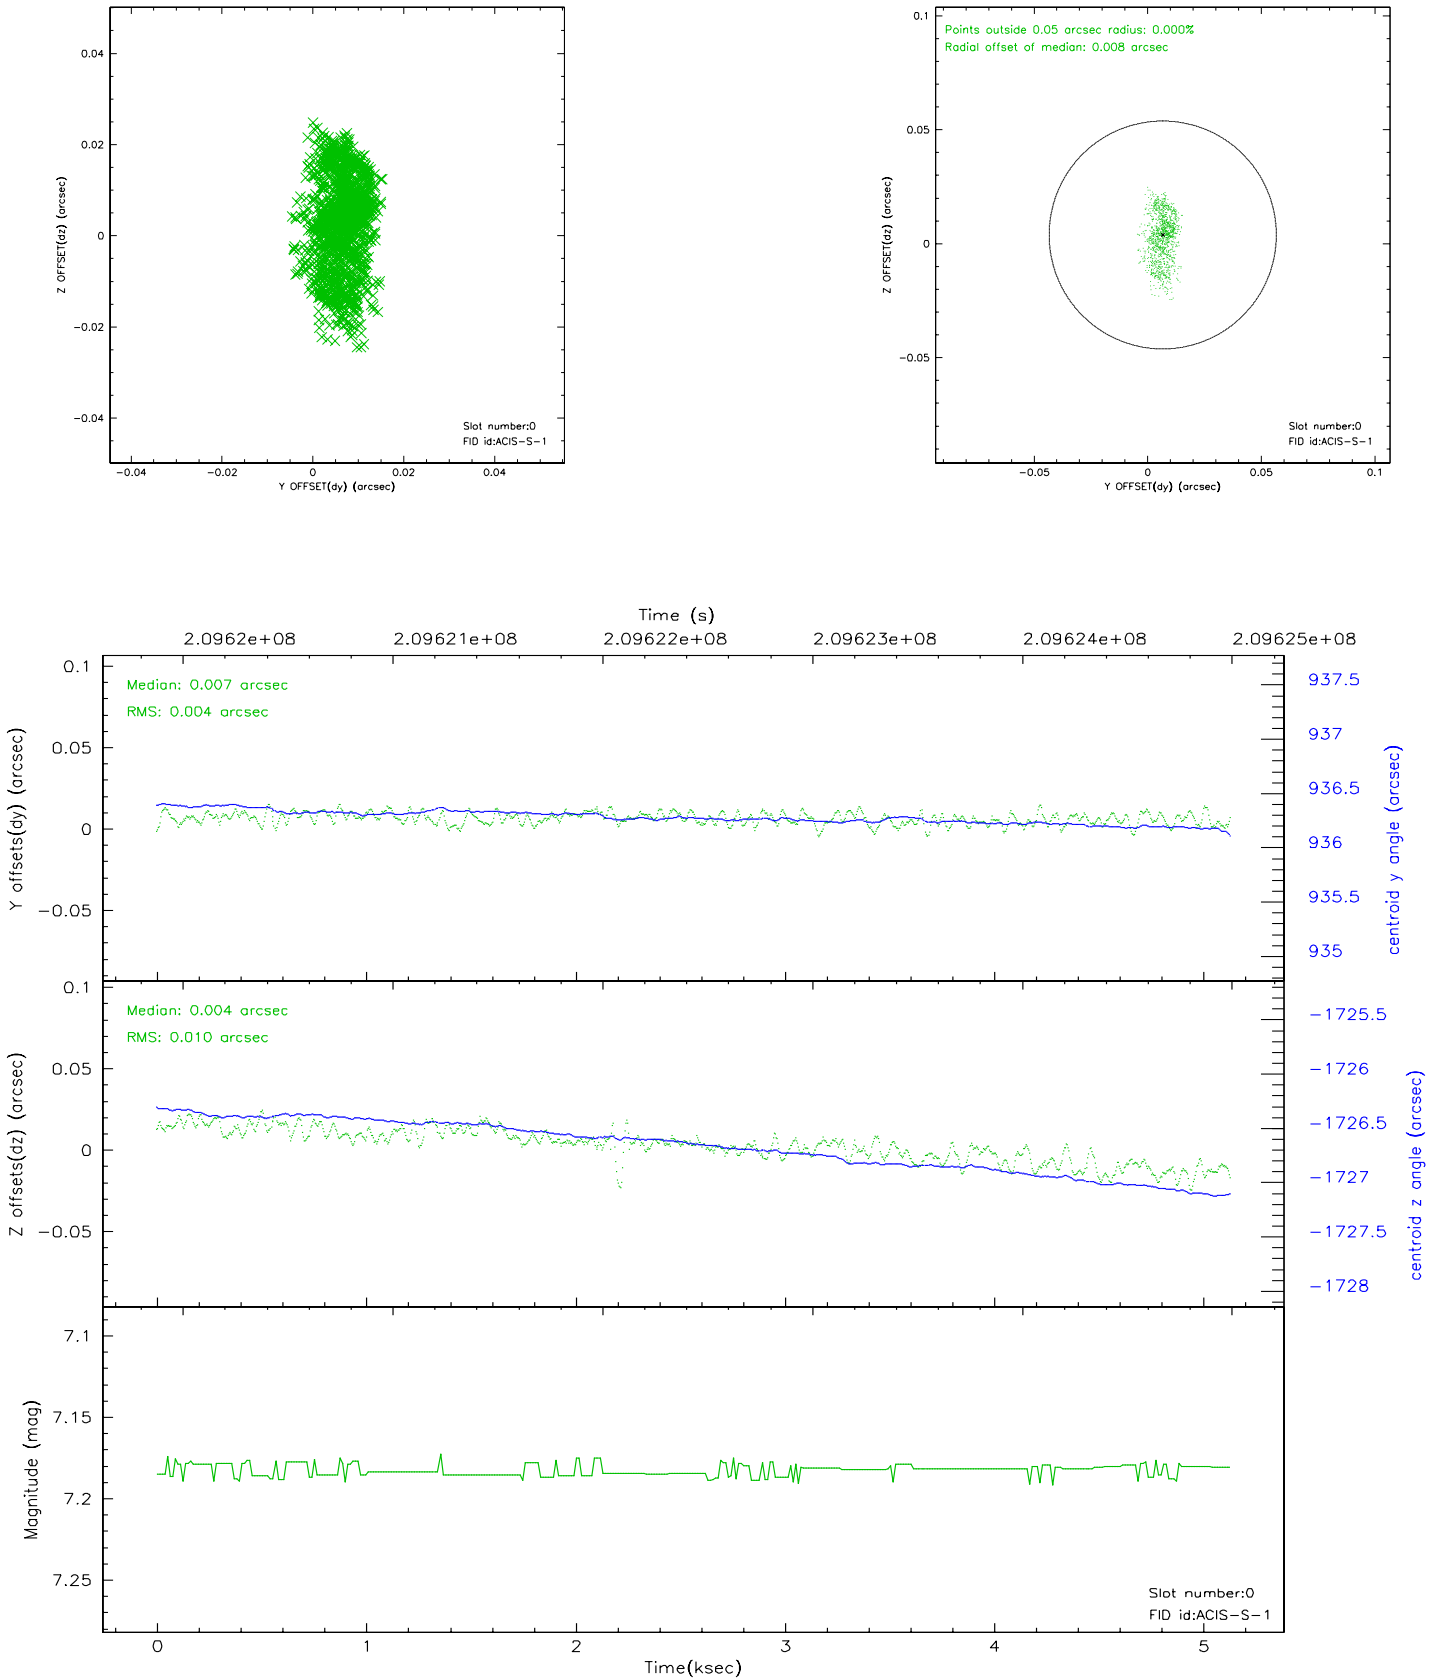 0.04
0.02
0
−0.02
−0.04
Z OFFSET(dz) (arcsec)
Slot number:0
FID id:ACIS−S−1
−0.04 −0.02 0 0.02 0.04
Y OFFSET(dy) (arcsec)
0.1
0.05
0
−0.05
Z OFFSET(dz) (arcsec)
Points outside 0.05 arcsec radius: 0.000%
Radial offset of median: 0.008 arcsec
Slot number:0
FID id:ACIS−S−1
−0.05 0 0.05 0.1
Y OFFSET(dy) (arcsec)
Time (s)
2.0962e+08 2.09621e+08 2.09622e+08 2.09623e+08 2.09624e+08 2.09625e+08
0.1
0.05
0
−0.05
Y offsets(dy) (arcsec)
Median: 0.007 arcsec
RMS: 0.004 arcsec
937.5
937
936.5
936
935.5
935
centroid y angle (arcsec)
0.1
0.05
0
−0.05
Z offsets(dz) (arcsec)
Median: 0.004 arcsec
RMS: 0.010 arcsec
−1725.5
−1726
−1726.5
−1727
−1727.5
−1728
centroid z angle (arcsec)
7.1
7.15
7.2
7.25
Magnitude (mag)
Slot number:0
FID id:ACIS−S−1
0 1 2 3 4 5
Time(ksec)